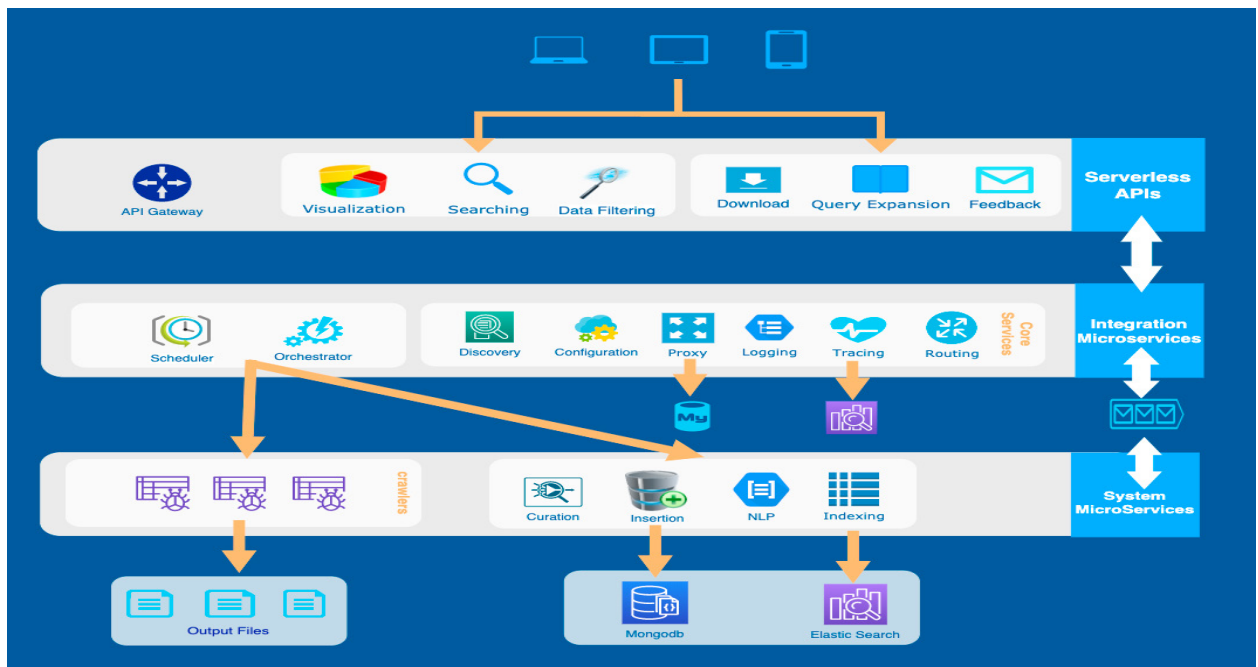 Serverless
APIs
API Gateway
Visualization
Searching
Data Filtering
Download
Query Expansion
Feedback
Integration
Microservices
Scheduler
Orchestrator
Discovery
Configuration
Proxy
Logging
Tracing
Routing
Core
Services
My
crawlers
Curation
Insertion
NLP
Indexing
System
MicroServices
Output Files
Mongodb
Elastic Search